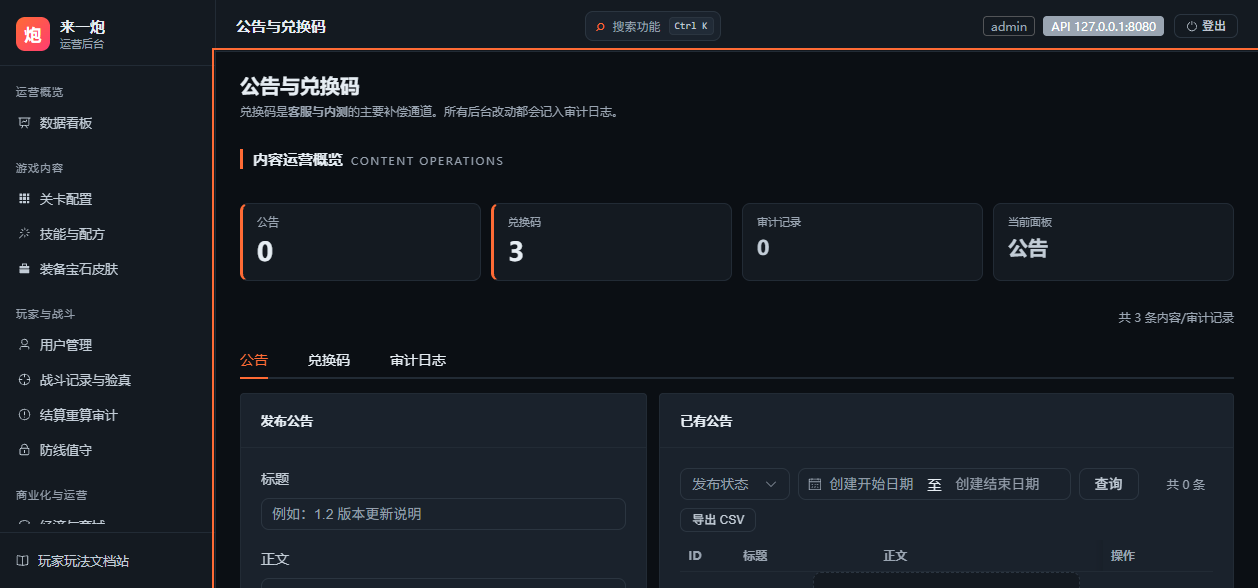 炮
来一炮
运营后台
公告与兑换码
搜索功能 Ctrl K
admin
API 127.0.0.1:8080
登出
运营概览
数据看板
游戏内容
关卡配置
技能与配方
装备宝石皮肤
玩家与战斗
用户管理
战斗记录与验真
结算重算审计
防线值守
商业化与运营
玩家玩法文档站
公告与兑换码
兑换码是客服与内测的主要补偿通道。所有后台改动都会记入审计日志。
内容运营概览 CONTENT OPERATIONS
公告
0
兑换码
3
审计记录
0
当前面板
公告
共 3 条内容/审计记录
公告 兑换码 审计日志
发布公告
标题
例如：1.2 版本更新说明
正文
已有公告
发布状态 创建开始日期 至 创建结束日期 查询 共 0 条
导出 CSV
ID 标题 正文 操作